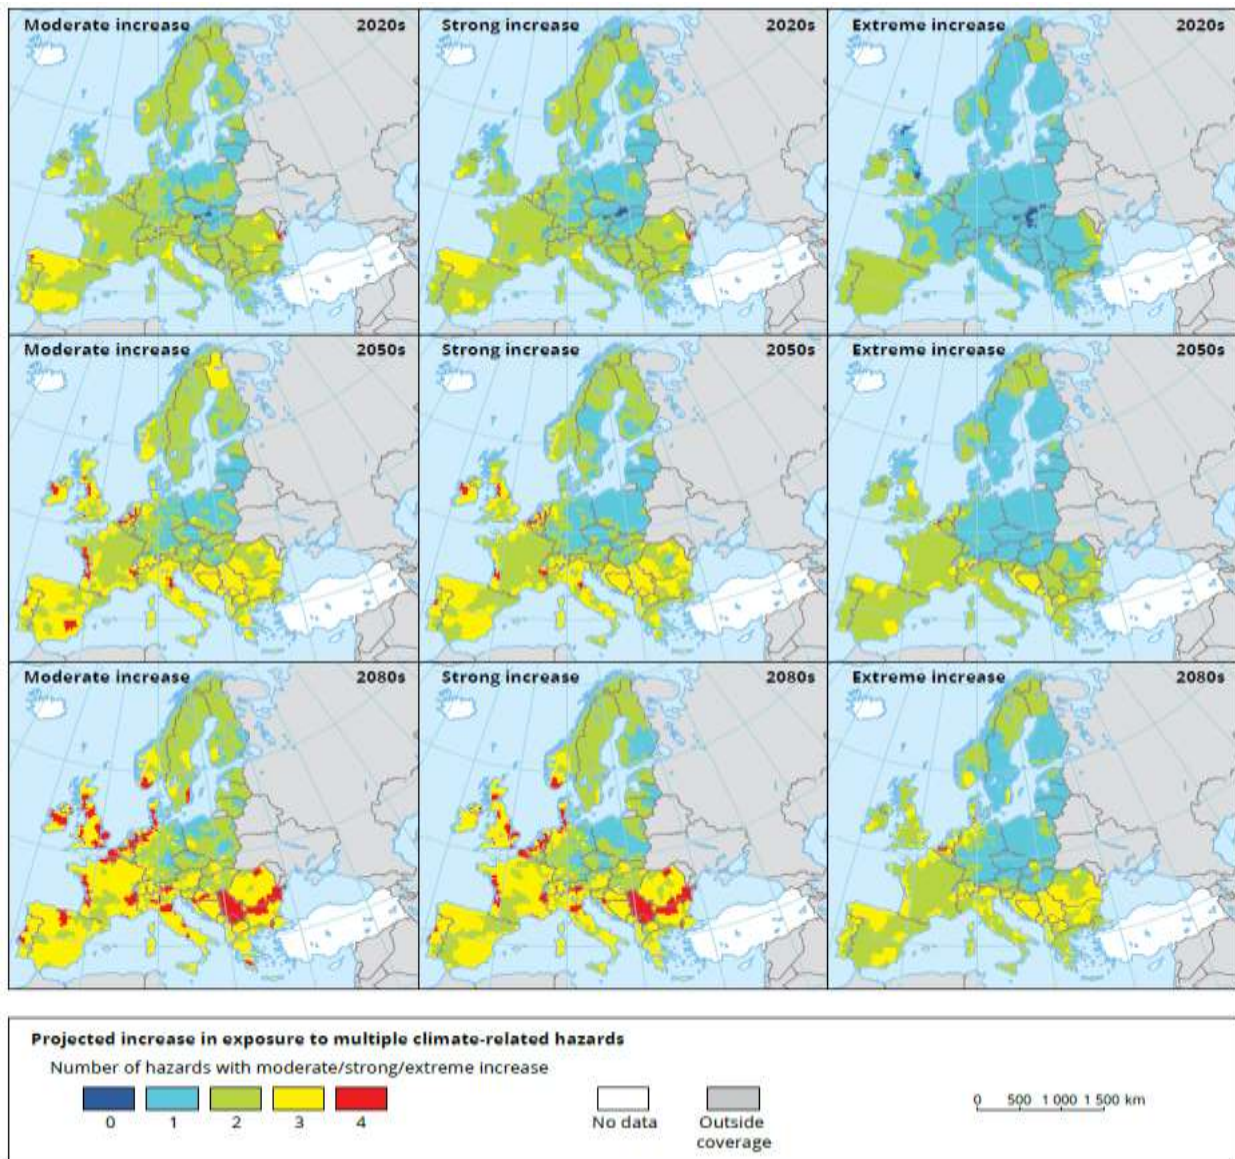 Moderate increase 2020s Strong increase 2020s Extreme increase 2020s
Moderate increase 2050s Strong increase 2050s Extreme increase 2050s
Moderate increase 2080s Strong increase 2080s Extreme increase 2080s
Projected increase in exposure to multiple climate-related hazards
Number of hazards with moderate/strong/extreme increase
0 1 2 3 4
No data
Outside
coverage
0 500 1 000 1 500 km